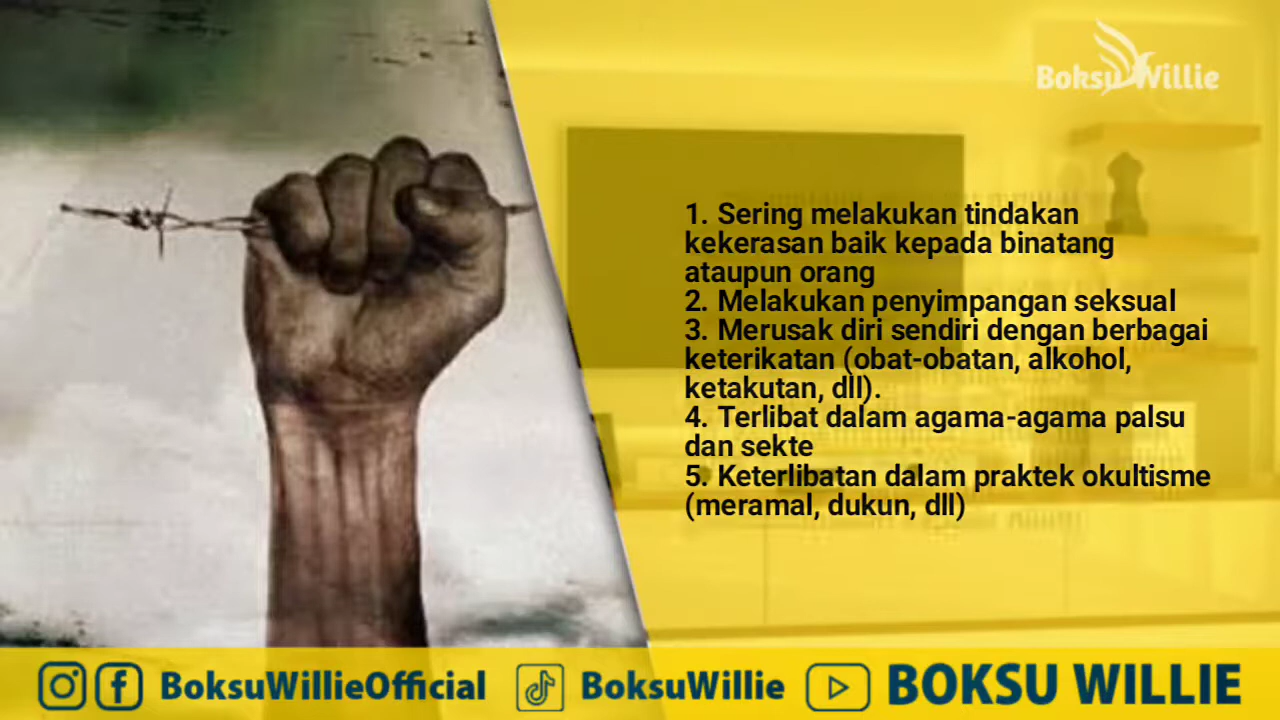 Boksu Willie
1. Sering melakukan tindakan
kekerasan baik kepada binatang
ataupun orang
2. Melakukan penyimpangan seksual
3. Merusak diri sendiri dengan berbagai
keterikatan (obat-obatan, alkohol,
ketakutan, dll).
4. Terlibat dalam agama-agama palsu
dan sekte
5. Keterlibatan dalam praktek okultisme
(meramal, dukun, dll)
BoksuWillieOfficial BoksuWillie BOKSU WILLIE